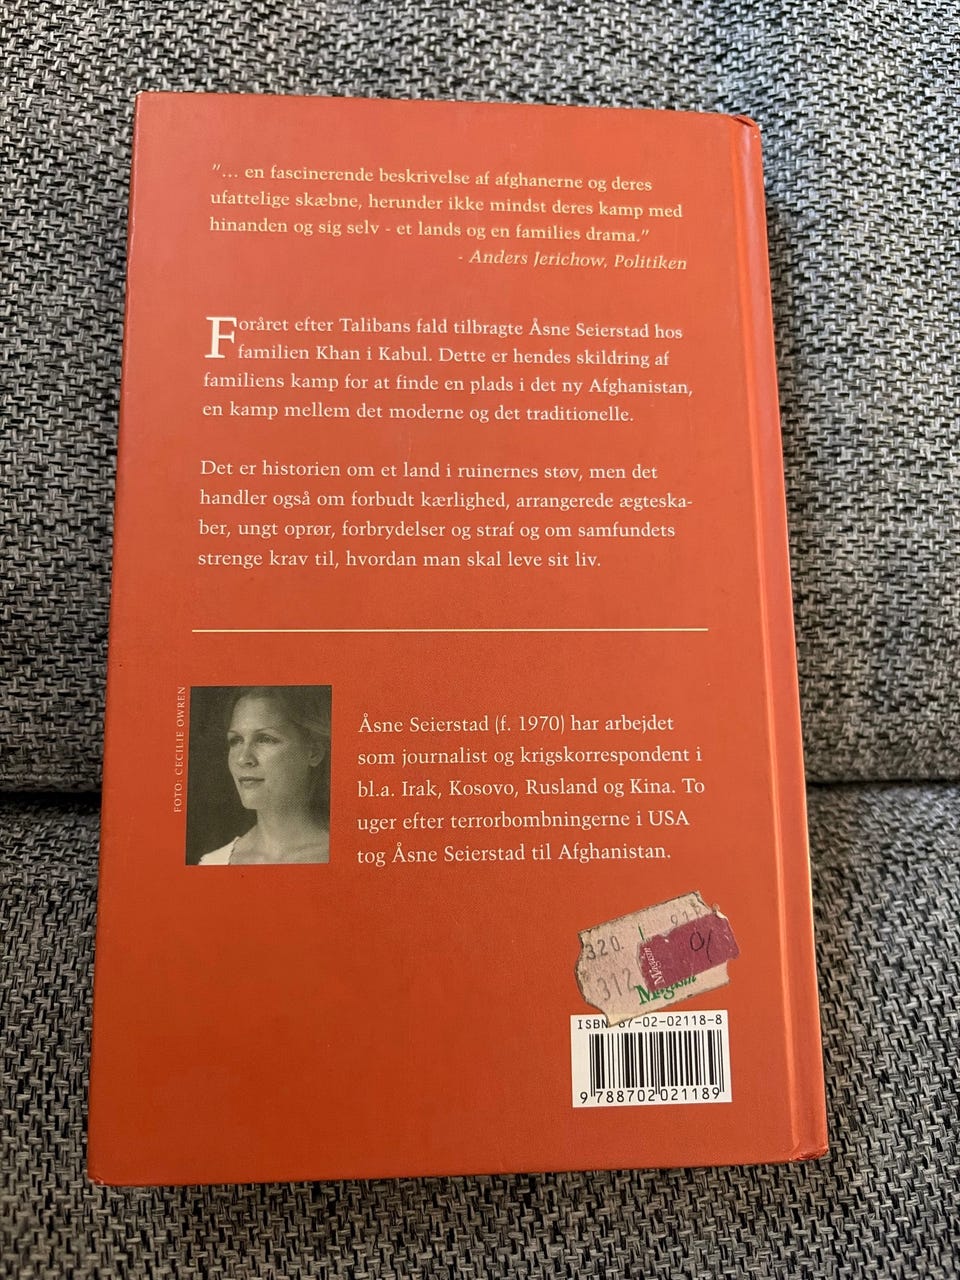 "... en fascinerende beskrivelse af afghanerne og deres
ufattelige skæbne, herunder ikke mindst deres kamp med
hinanden og sig selv - et lands og en families drama."
- Anders Jerichow, Politiken
Foråret efter Talibans fald tilbragte Åsne Seierstad hos
familien Khan i Kabul. Dette er hendes skildring af
familiens kamp for at finde en plads i det ny Afghanistan,
en kamp mellem det moderne og det traditionelle.
Det er historien om et land i ruinernes støv, men det
handler også om forbudt kærlighed, arrangerede ægteska-
ber, ungt oprør, forbrydelser og straf og om samfundets
strenge krav til, hvordan man skal leve sit liv.
FOTO: CECILIE OWREN
Åsne Seierstad (f. 1970) har arbejdet
som journalist og krigskorrespondent i
bl.a. Irak, Kosovo, Rusland og Kina. To
uger efter terrorbombningerne i USA
tog Åsne Seierstad til Afghanistan.
320.
312
Magasin
Magasin
ISBN 87-02-02118-8
9 788702 021189